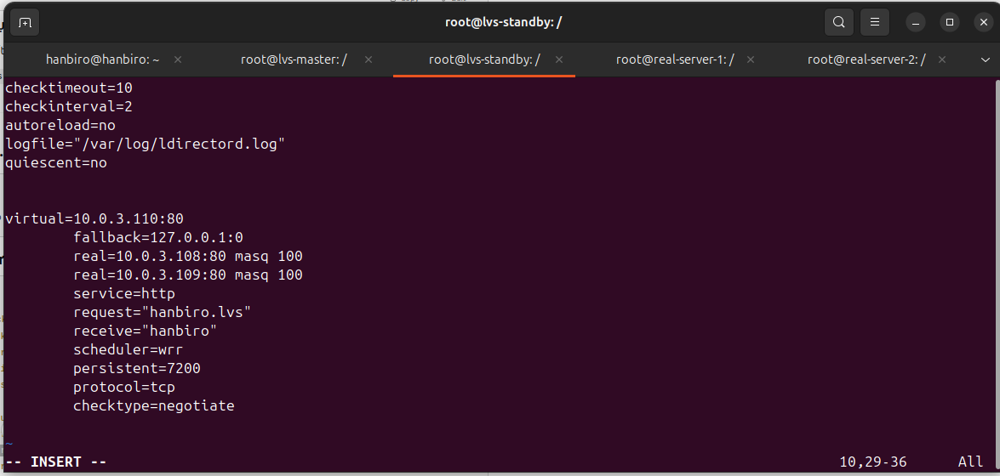 root@lvs-standby: /
hanbiro@hanbiro: ~ × root@lvs-master: / × root@lvs-standby: / × root@real-server-1: / × root@real-server-2: / ×
checktimeout=10
checkinterval=2
autoreload=no
logfile="/var/log/ldirectord.log"
quiescent=no
virtual=10.0.3.110:80
fallback=127.0.0.1:0
real=10.0.3.108:80 masq 100
real=10.0.3.109:80 masq 100
service=http
request="hanbiro.lvs"
receive="hanbiro"
scheduler=wrr
persistent=7200
protocol=tcp
checktype=negotiate
~
-- INSERT -- 10,29-36 All